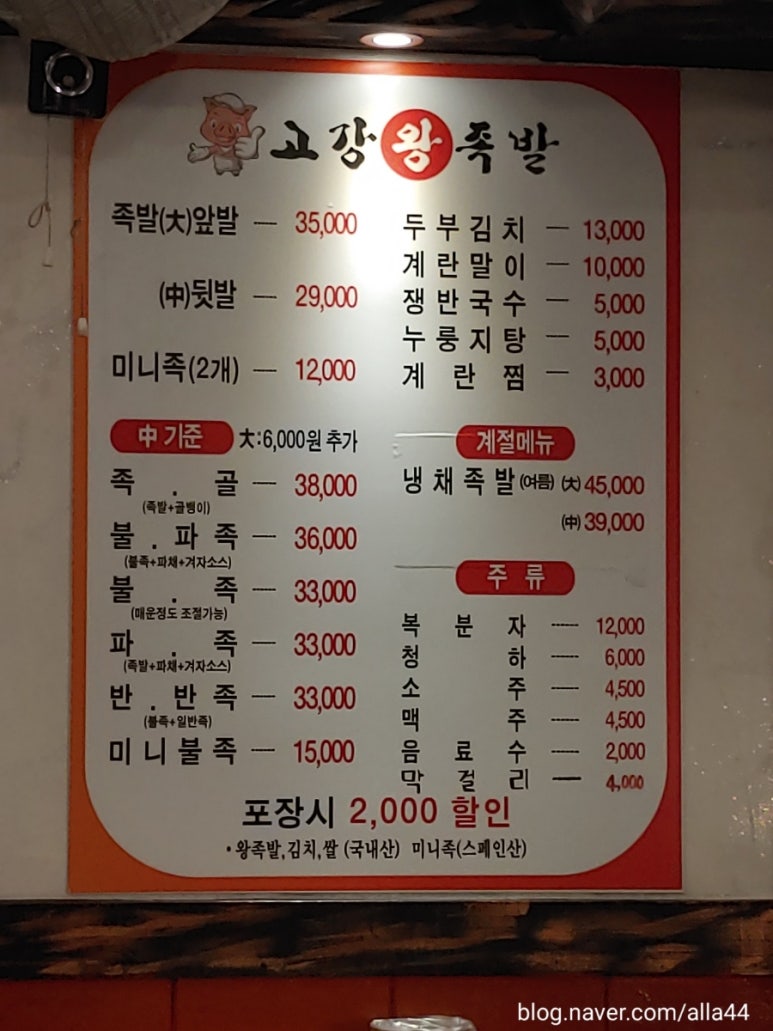 고장왕족발
족발(大)앞발 — 35,000
(中)뒷발 — 29,000
미니족(2개) — 12,000
中 기준 大:6,000원 추가
족.골 — 38,000
(족발+골뱅이)
불.파족 — 36,000
(불족+파채+겨자소스)
불.족 — 33,000
(매운정도 조절가능)
파.족 — 33,000
(족발+파채+겨자소스)
반.반족 — 33,000
(불족+일반족)
미니불족 — 15,000
두부김치 — 13,000
계란말이 — 10,000
쟁반국수 — 5,000
누룽지탕 — 5,000
계란찜 — 3,000
계절메뉴
냉채족발(여름) (大) 45,000
(中) 39,000
주류
복분자 ---- 12,000
청하 ---- 6,000
소주 ---- 4,500
맥주 ---- 4,500
음료수 ---- 2,000
막걸리 — 4,000
포장시 2,000 할인
•왕족발,김치,쌀 (국내산) 미니족(스페인산)
blog.naver.com/alla44